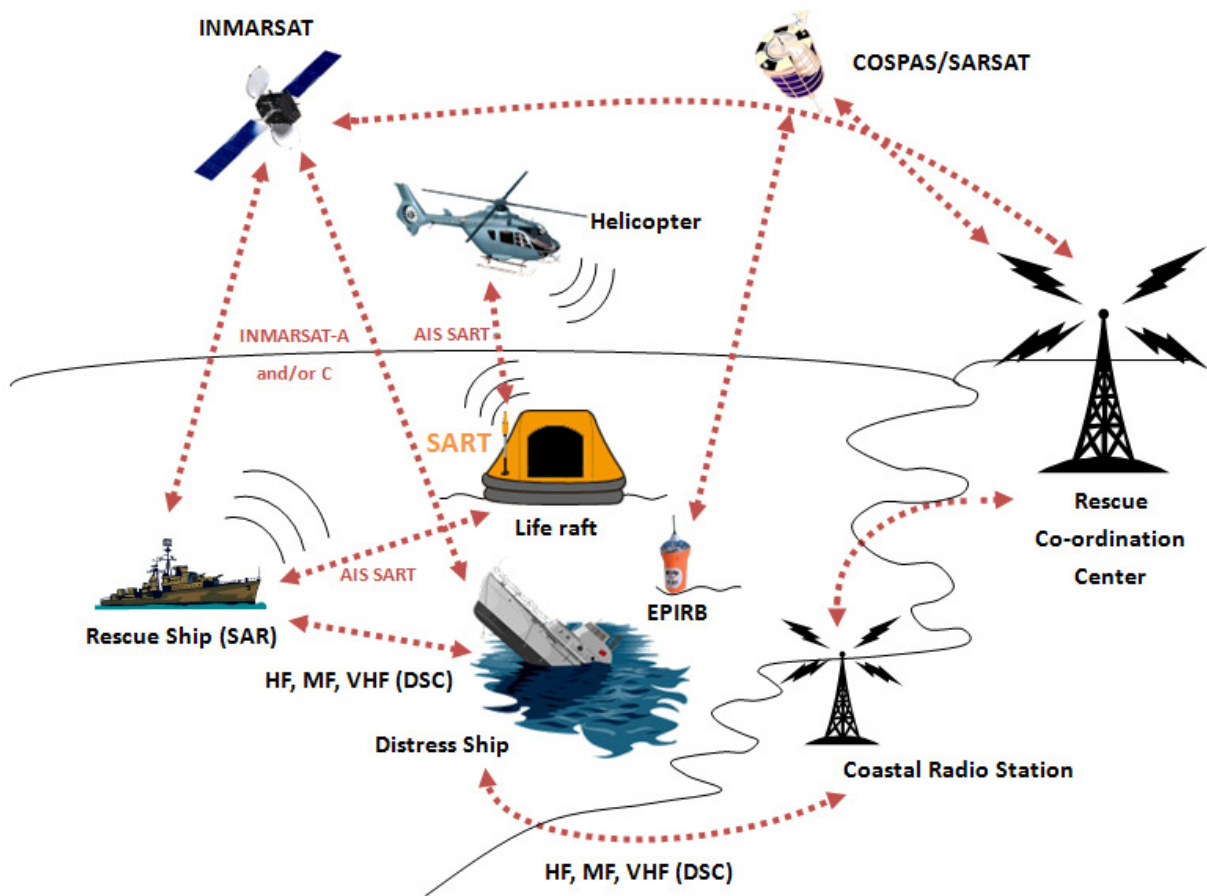 INMARSAT
COSPAS/SARSAT
Helicopter
INMARSAT-A
and/or C
AIS SART
SART
Life raft
Rescue
Co-ordination
Center
AIS SART
EPIRB
Rescue Ship (SAR)
HF, MF, VHF (DSC)
Distress Ship
Coastal Radio Station
HF, MF, VHF (DSC)